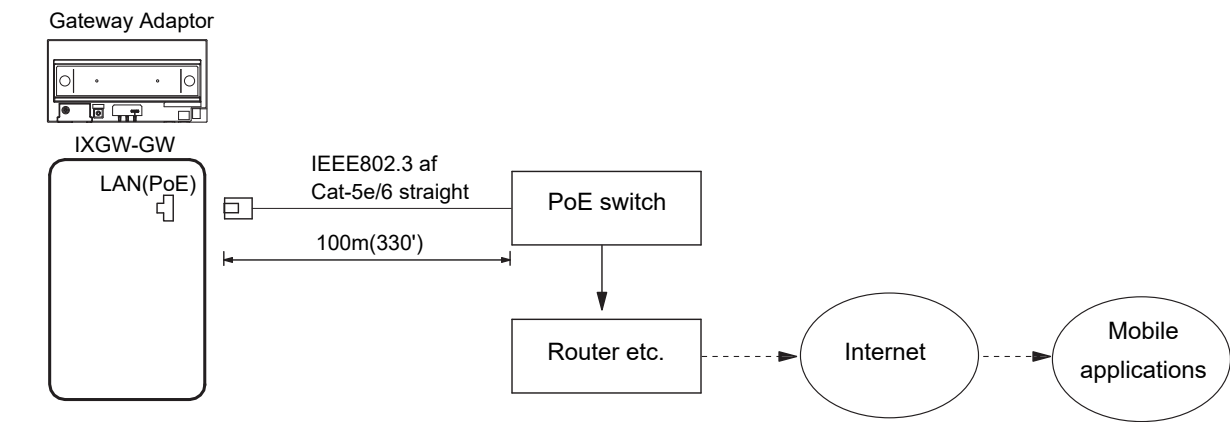 Gateway Adaptor
IXGW-GW
LAN(PoE)
IEEE802.3 af
Cat-5e/6 straight
100m(330')
PoE switch
Router etc.
Internet
Mobile
applications